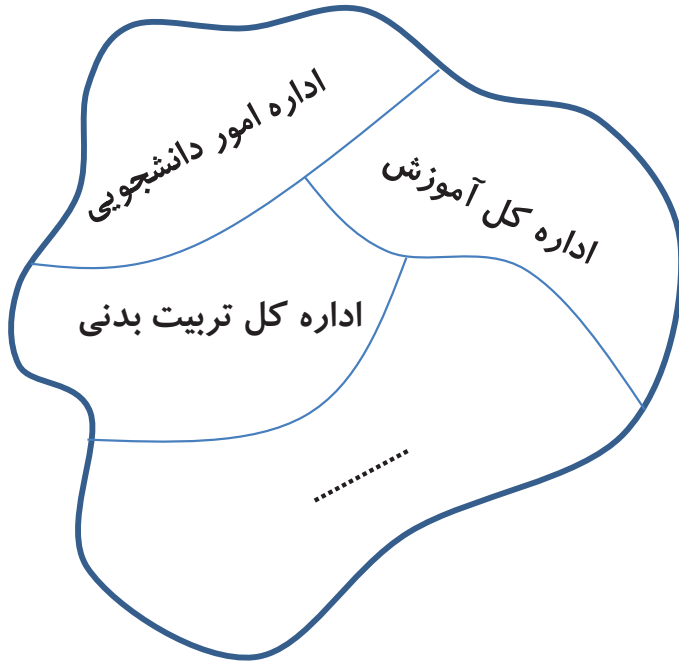 اداره امور دانشجویی
اداره کل آموزش
اداره کل تربیت بدنی
............